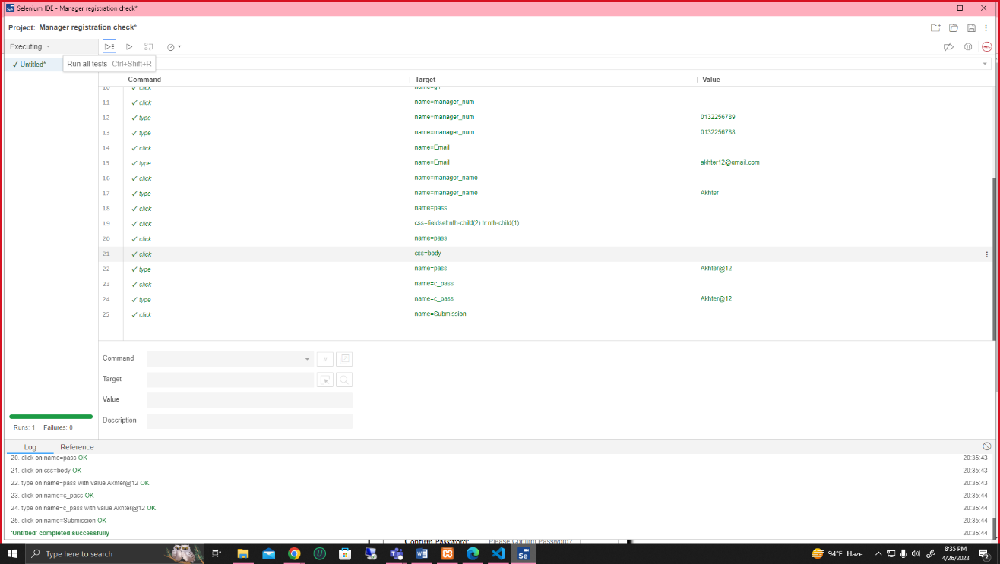 Selenium IDE - Manager registration check*
Project: Manager registration check*
Executing
✓ Untitled*
Run all tests Ctrl+Shift+R
REC
Command Target Value
10 ✓ click name=g1
11 ✓ click name=manager_num
12 ✓ type name=manager_num 0132256789
13 ✓ type name=manager_num 0132256788
14 ✓ click name=Email
15 ✓ type name=Email akhter12@gmail.com
16 ✓ click name=manager_name
17 ✓ type name=manager_name Akhter
18 ✓ click name=pass
19 ✓ click css=fieldset:nth-child(2) tr:nth-child(1)
20 ✓ click name=pass
21 ✓ click css=body
22 ✓ type name=pass Akhter@12
23 ✓ click name=c_pass
24 ✓ type name=c_pass Akhter@12
25 ✓ click name=Submission
Command //
Target
Value
Description
Runs: 1 Failures: 0
Log Reference
20. click on name=pass OK 20:35:43
21. click on css=body OK 20:35:43
22. type on name=pass with value Akhter@12 OK 20:35:43
23. click on name=c_pass OK 20:35:44
24. type on name=c_pass with value Akhter@12 OK 20:35:44
25. click on name=Submission OK 20:35:44
'Untitled' completed successfully 20:35:44
Confirm Password: Please Confirm Password?
Type here to search
94°F Haze
8:35 PM
4/26/2023
2